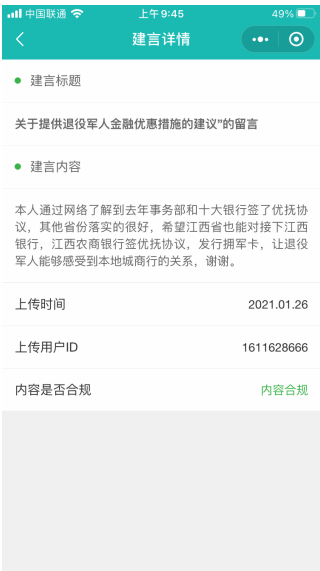 中国联通 上午9:45 49%
建言详情
建言标题
关于提供退役军人金融优惠措施的建议”的留言
建言内容
本人通过网络了解到去年事务部和十大银行签了优抚协
议，其他省份落实的很好，希望江西省也能对接下江西
银行，江西农商银行签优抚协议，发行拥军卡，让退役
军人能够感受到本地城商行的关系，谢谢。
上传时间 2021.01.26
上传用户ID 1611628666
内容是否合规 内容合规